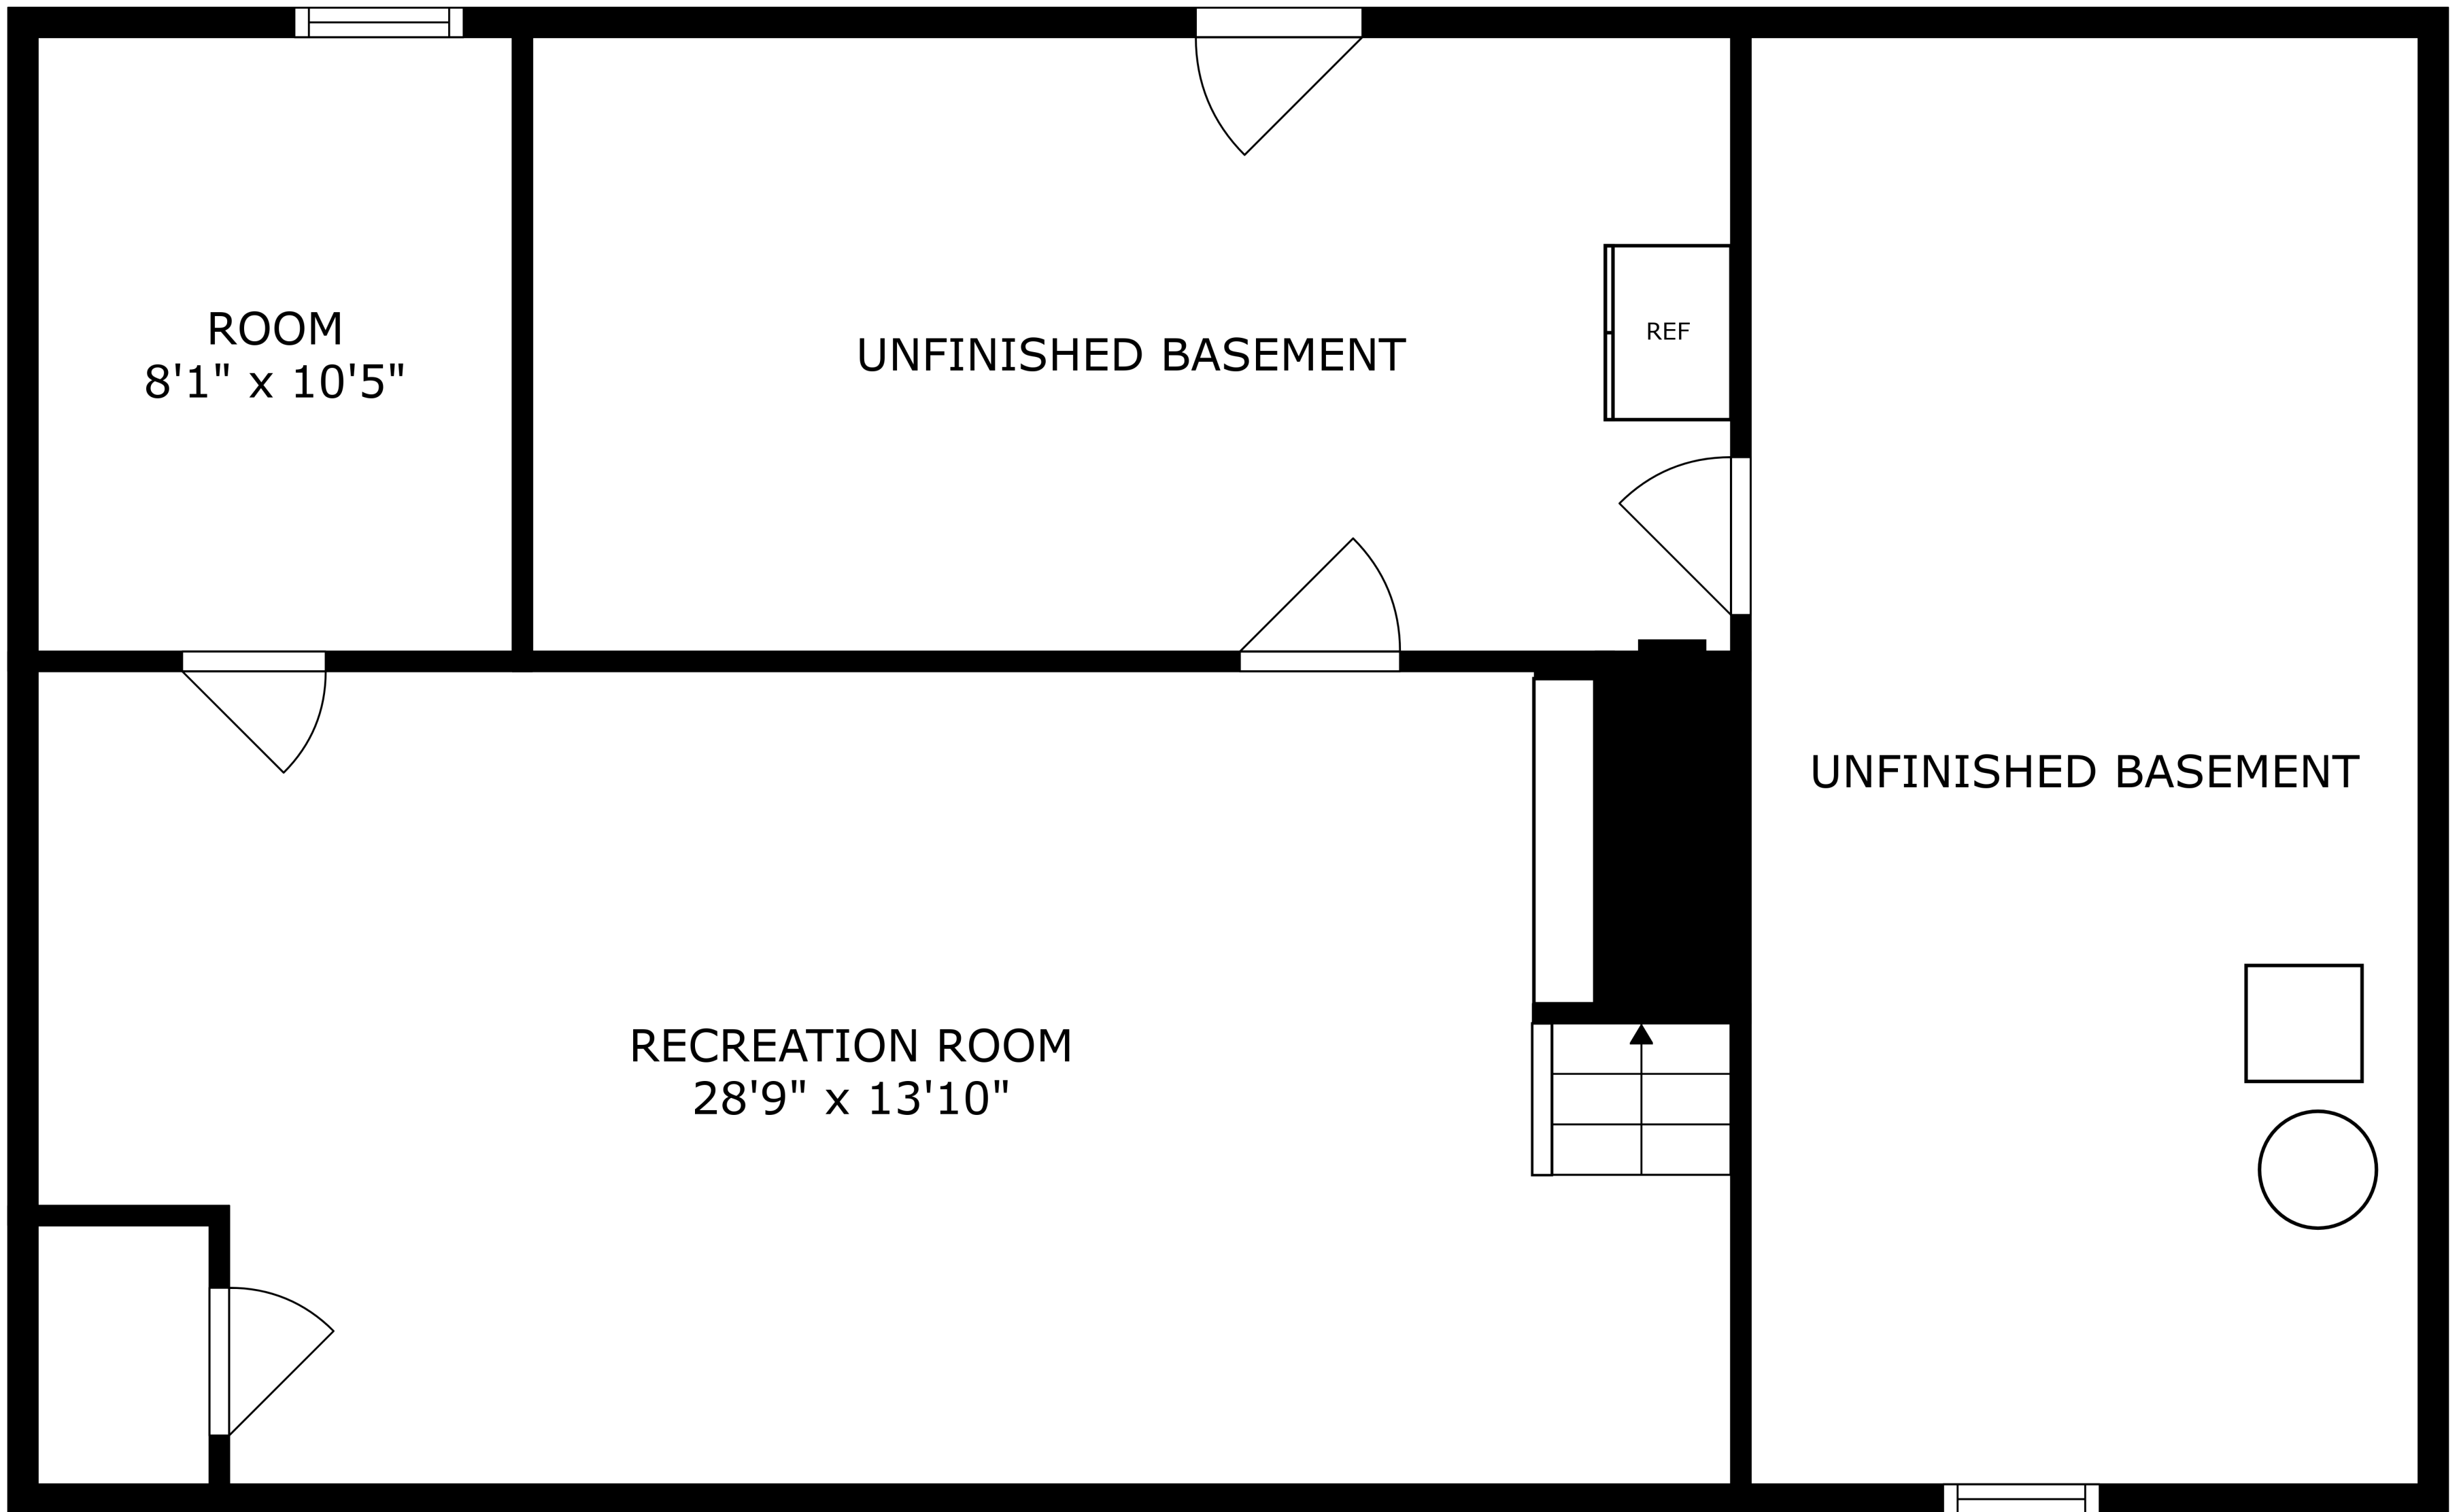 ROOM
8'1" x 10'5"
UNFINISHED BASEMENT
REF
UNFINISHED BASEMENT
RECREATION ROOM
28'9" x 13'10"